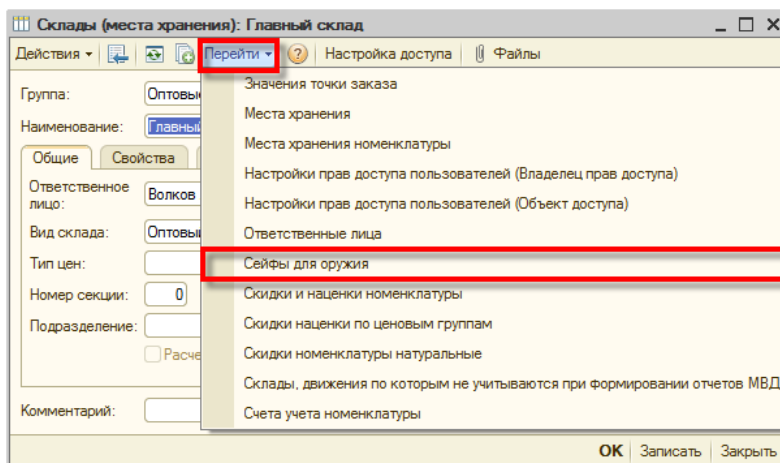 Склады (места хранения): Главный склад
Действия Перейти Настройка доступа Файлы
Группа: Оптовые
Наименование: Главный
Общие Свойства
Ответственное лицо: Волков
Вид склада: Оптовый
Тип цен:
Номер секции: 0
Подразделение:
Расче
Комментарий:
Значения точки заказа
Места хранения
Места хранения номенклатуры
Настройки прав доступа пользователей (Владелец прав доступа)
Настройки прав доступа пользователей (Объект доступа)
Ответственные лица
Сейфы для оружия
Скидки и наценки номенклатуры
Скидки наценки по ценовым группам
Скидки номенклатуры натуральные
Склады, движения по которым не учитываются при формировании отчетов МВД
Счета учета номенклатуры
OK Записать Закрыть